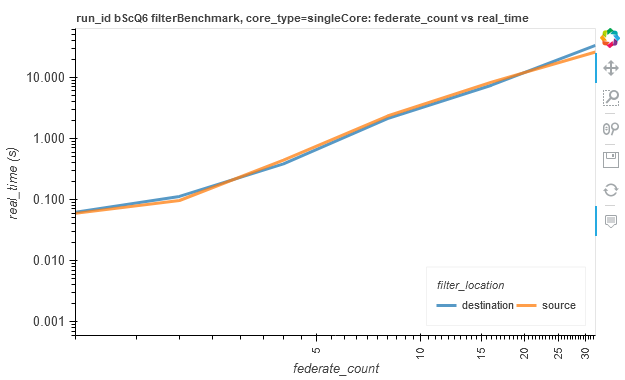 run_id bScQ6 filterBenchmark, core_type=singleCore: federate_count vs real_time
10.000
1.000
0.100
0.010
0.001
real_time (s)
filter_location
destination source
5 10 15 20 25 30
federate_count